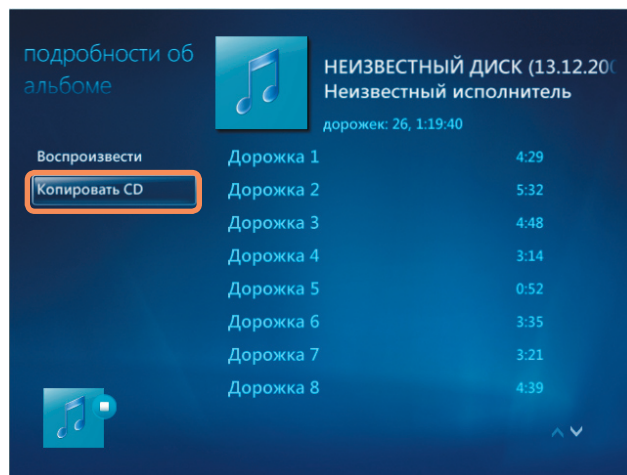 подробности об
альбоме
НЕИЗВЕСТНЫЙ ДИСК (13.12.20
Неизвестный исполнитель
дорожек: 26, 1:19:40
Воспроизвести
Копировать CD
Дорожка 1 4:29
Дорожка 2 5:32
Дорожка 3 4:48
Дорожка 4 3:14
Дорожка 5 0:52
Дорожка 6 3:35
Дорожка 7 3:21
Дорожка 8 4:39